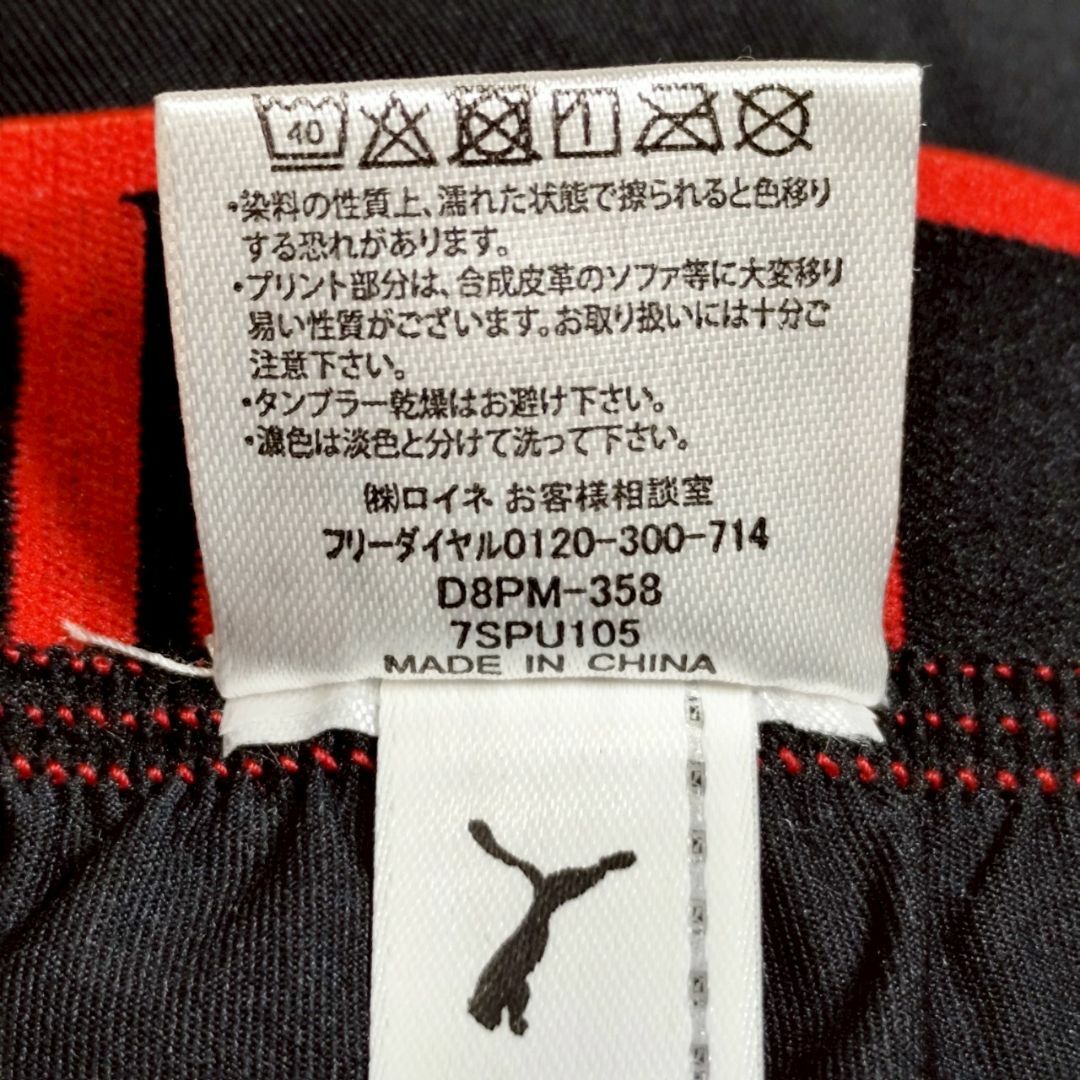 40
・染料の性質上、濡れた状態で擦られると色移り
する恐れがあります。
・プリント部分は、合成皮革のソファ等に大変移り
易い性質がございます。お取り扱いには十分ご
注意下さい。
・タンブラー乾燥はお避け下さい。
・濃色は淡色と分けて洗って下さい。
㈱ロイネ お客様相談室
フリーダイヤル0120-300-714
D8PM-358
7SPU105
MADE IN CHINA